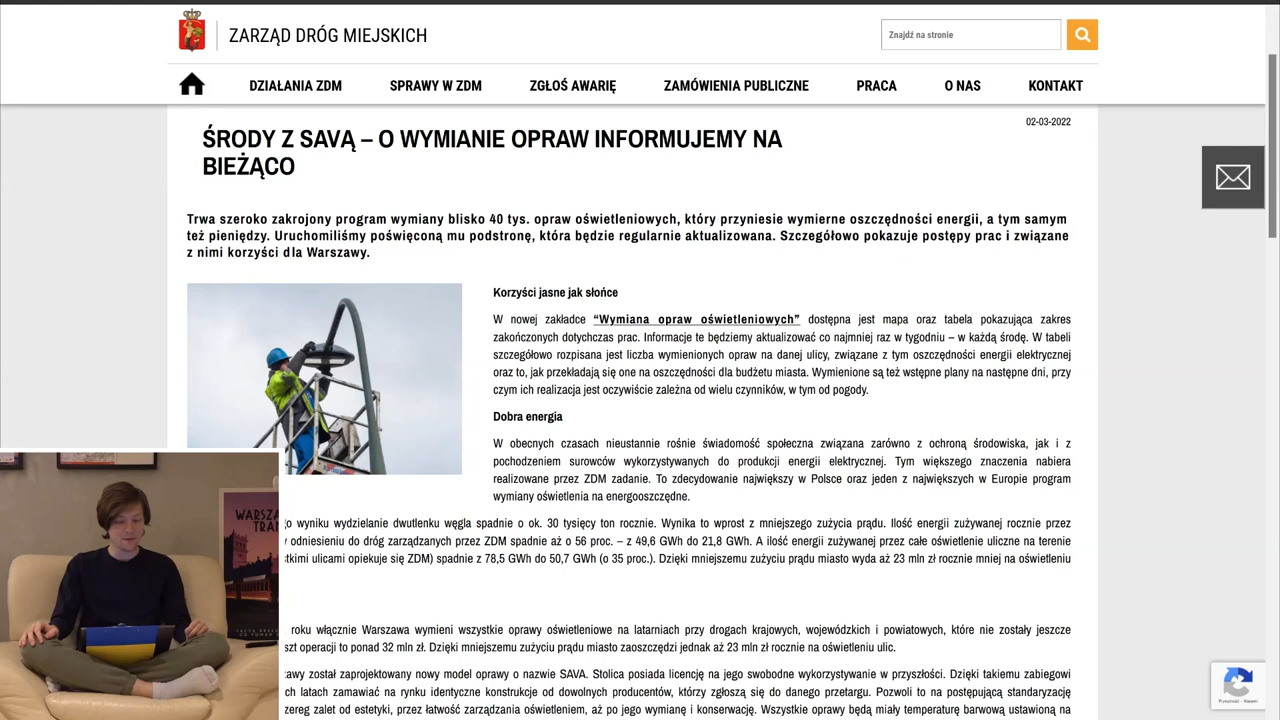 ZARZĄD DRÓG MIEJSKICH
Znajdź na stronie
DZIAŁANIA ZDM SPRAWY W ZDM ZGŁOŚ AWARIĘ ZAMÓWIENIA PUBLICZNE PRACA O NAS KONTAKT
02-03-2022
ŚRODY Z SAVĄ – O WYMIANIE OPRAW INFORMUJEMY NA
BIEŻĄCO
Trwa szeroko zakrojony program wymiany blisko 40 tys. opraw oświetleniowych, który przyniesie wymierne oszczędności energii, a tym samym
też pieniędzy. Uruchomiliśmy poświęconą mu podstronę, która będzie regularnie aktualizowana. Szczegółowo pokazuje postępy prac i związane
z nimi korzyści dla Warszawy.
Korzyści jasne jak słońce
W nowej zakładce “Wymiana opraw oświetleniowych” dostępna jest mapa oraz tabela pokazująca zakres
zakończonych dotychczas prac. Informacje te będziemy aktualizować co najmniej raz w tygodniu – w każdą środę. W tabeli
szczegółowo rozpisana jest liczba wymienionych opraw na danej ulicy, związane z tym oszczędności energii elektrycznej
oraz to, jak przekładają się one na oszczędności dla budżetu miasta. Wymienione są też wstępne plany na następne dni, przy
czym ich realizacja jest oczywiście zależna od wielu czynników, w tym od pogody.
Dobra energia
W obecnych czasach nieustannie rośnie świadomość społeczna związana zarówno z ochroną środowiska, jak i z
pochodzeniem surowców wykorzystywanych do produkcji energii elektrycznej. Tym większego znaczenia nabiera
realizowane przez ZDM zadanie. To zdecydowanie największy w Polsce oraz jeden z największych w Europie program
wymiany oświetlenia na energooszczędne.
wyniku wydzielanie dwutlenku węgla spadnie o ok. 30 tysięcy ton rocznie. Wynika to wprost z mniejszego zużycia prądu. Ilość energii zużywanej rocznie przez
odniesieniu do dróg zarządzanych przez ZDM spadnie aż o 56 proc. – z 49,6 GWh do 21,8 GWh. A ilość energii zużywanej przez całe oświetlenie uliczne na terenie
ulicami opiekuje się ZDM) spadnie z 78,5 GWh do 50,7 GWh (o 35 proc.). Dzięki mniejszemu zużyciu prądu miasto wyda aż 23 mln zł rocznie mniej na oświetleniu
roku włącznie Warszawa wymieni wszystkie oprawy oświetleniowe na latarniach przy drogach krajowych, wojewódzkich i powiatowych, które nie zostały jeszcze
operacji to ponad 32 mln zł. Dzięki mniejszemu zużyciu prądu miasto zaoszczędzi jednak aż 23 mln zł rocznie na oświetleniu ulic.
został zaprojektowany nowy model oprawy o nazwie SAVA. Stolica posiada licencję na jego swobodne wykorzystywanie w przyszłości. Dzięki takiemu zabiegowi
latach zamawiać na rynku identyczne konstrukcje od dowolnych producentów, którzy zgłoszą się do danego przetargu. Pozwoli to na postępującą standaryzację
szereg zalet od estetyki, przez łatwość zarządzania oświetleniem, aż po jego wymianę i konserwację. Wszystkie oprawy będą miały temperaturę barwową ustawioną na